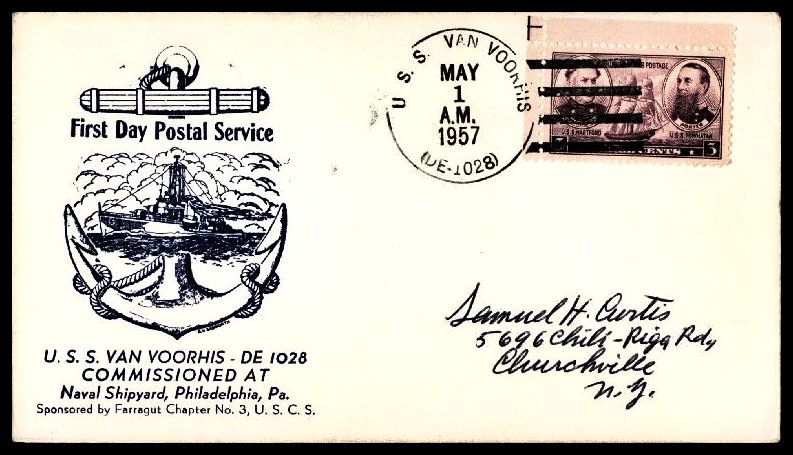 First Day Postal Service
U. S. S. VAN VOORHIS - DE 1028
COMMISSIONED AT
Naval Shipyard, Philadelphia, Pa.
Sponsored by Farragut Chapter No. 3, U. S. C. S.
U. S. S. VAN VOORHIS
MAY
1
A.M.
1957
(DE-1028)
POSTAGE
U.S.S. HARTFORD
PORTER
U.S.S. POWHATAN
3 CENTS 3
Samuel H. Curtis
5696 Chili-Riga Rd,
Churchville
N.Y.